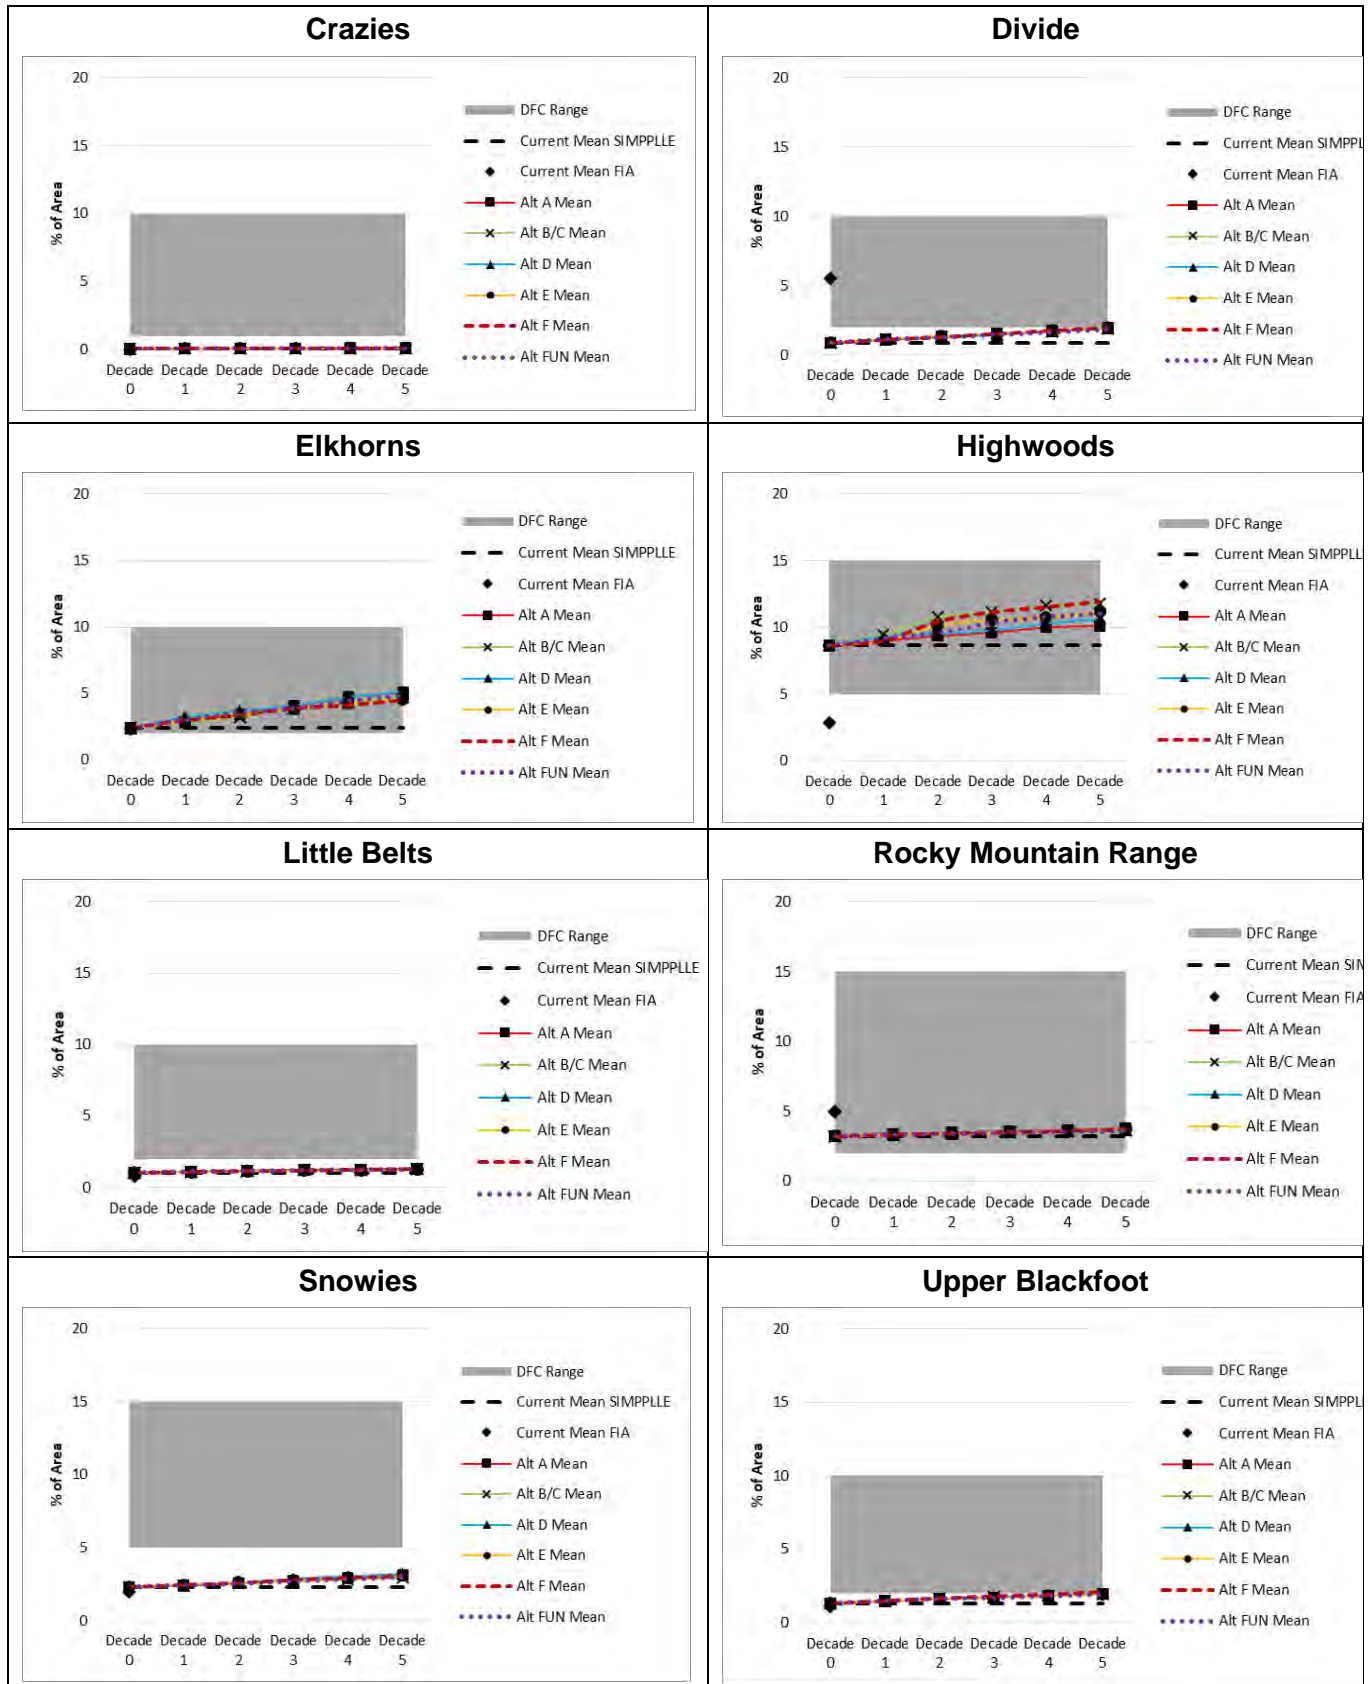 Crazies
20
15
10
5
0
% of Area
Decade 0
Decade 1
Decade 2
Decade 3
Decade 4
Decade 5
DFC Range
Current Mean SIMPPLLE
Current Mean FIA
Alt A Mean
Alt B/C Mean
Alt D Mean
Alt E Mean
Alt F Mean
Alt FUN Mean
Divide
20
15
10
5
0
% of Area
Decade 0
Decade 1
Decade 2
Decade 3
Decade 4
Decade 5
DFC Range
Current Mean SIMPPL
Current Mean FIA
Alt A Mean
Alt B/C Mean
Alt D Mean
Alt E Mean
Alt F Mean
Alt FUN Mean
Elkhorns
20
15
10
5
0
% of Area
Decade 0
Decade 1
Decade 2
Decade 3
Decade 4
Decade 5
DFC Range
Current Mean SIMPPLLE
Current Mean FIA
Alt A Mean
Alt B/C Mean
Alt D Mean
Alt E Mean
Alt F Mean
Alt FUN Mean
Highwoods
20
15
10
5
0
% of Area
Decade 0
Decade 1
Decade 2
Decade 3
Decade 4
Decade 5
DFC Range
Current Mean SIMPPLL
Current Mean FIA
Alt A Mean
Alt B/C Mean
Alt D Mean
Alt E Mean
Alt F Mean
Alt FUN Mean
Little Belts
20
15
10
5
0
% of Area
Decade 0
Decade 1
Decade 2
Decade 3
Decade 4
Decade 5
DFC Range
Current Mean SIMPPLLE
Current Mean FIA
Alt A Mean
Alt B/C Mean
Alt D Mean
Alt E Mean
Alt F Mean
Alt FUN Mean
Rocky Mountain Range
20
15
10
5
0
% of Area
Decade 0
Decade 1
Decade 2
Decade 3
Decade 4
Decade 5
DFC Range
Current Mean SIM
Current Mean FIA
Alt A Mean
Alt B/C Mean
Alt D Mean
Alt E Mean
Alt F Mean
Alt FUN Mean
Snowies
20
15
10
5
0
% of Area
Decade 0
Decade 1
Decade 2
Decade 3
Decade 4
Decade 5
DFC Range
Current Mean SIMPPLLE
Current Mean FIA
Alt A Mean
Alt B/C Mean
Alt D Mean
Alt E Mean
Alt F Mean
Alt FUN Mean
Upper Blackfoot
20
15
10
5
0
% of Area
Decade 0
Decade 1
Decade 2
Decade 3
Decade 4
Decade 5
DFC Range
Current Mean SIMPPLL
Current Mean FIA
Alt A Mean
Alt B/C Mean
Alt D Mean
Alt E Mean
Alt F Mean
Alt FUN Mean